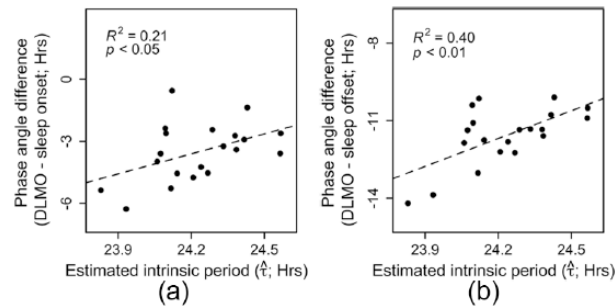 R² = 0.21
p < 0.05
Phase angle difference
(DLMO - sleep onset; Hrs)
0
-3
-6
23.9 24.2 24.5
Estimated intrinsic period (τ̂; Hrs)
(a)
R² = 0.40
p < 0.01
Phase angle difference
(DLMO - sleep offset; Hrs)
-8
-11
-14
23.9 24.2 24.5
Estimated intrinsic period (τ̂; Hrs)
(b)